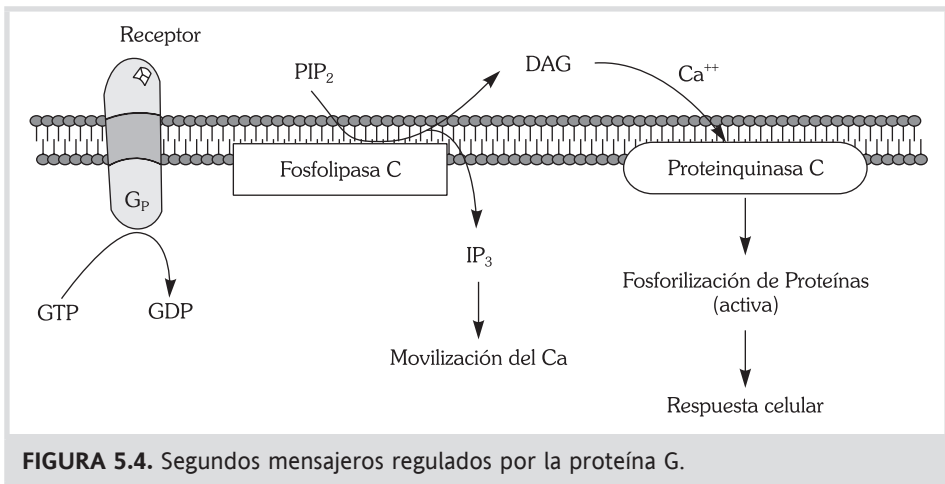 Receptor
PIP₂
DAG
Ca⁺⁺
Fosfolipasa C
Proteinquinasa C
G_P
IP₃
GTP
GDP
Fosforilización de Proteínas
(activa)
Movilización del Ca
Respuesta celular
FIGURA 5.4. Segundos mensajeros regulados por la proteína G.